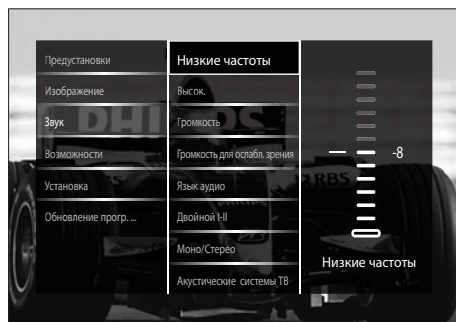 Предустановки
Изображение
Звук
Возможности
Установка
Обновление прогр. ...
Низкие частоты
Высок.
Громкость
Громкость для ослабл. зрения
Язык аудио
Двойной I-II
Моно/Стерео
Акустические системы ТВ
-8
Низкие частоты